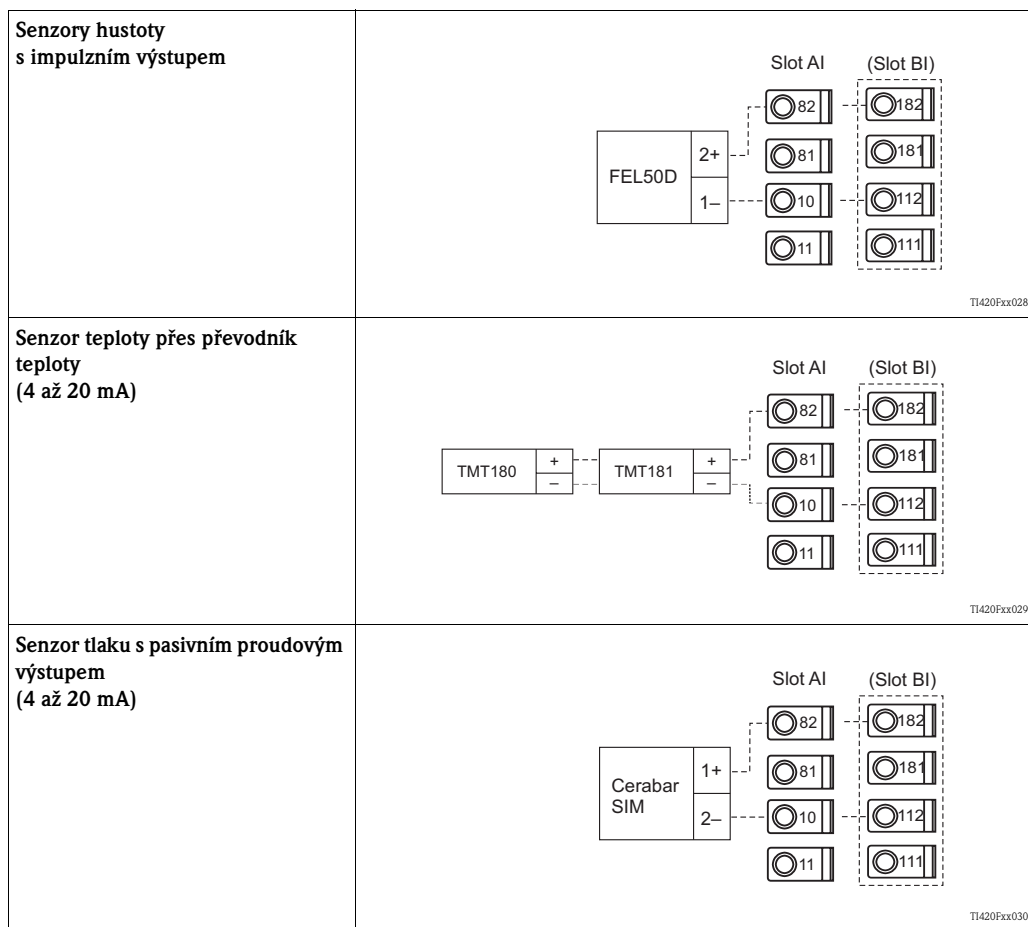 Senzory hustoty
s impulzním výstupem
Slot AI (Slot BI)
82 182
2+
81 181
FEL50D
1–
10 112
11 111
TI420Fxx028
Senzor teploty přes převodník
teploty
(4 až 20 mA)
Slot AI (Slot BI)
82 182
TMT180 + – TMT181 + –
81 181
10 112
11 111
TI420Fxx029
Senzor tlaku s pasivním proudovým
výstupem
(4 až 20 mA)
Slot AI (Slot BI)
82 182
1+
81 181
Cerabar
SIM
2–
10 112
11 111
TI420Fxx030